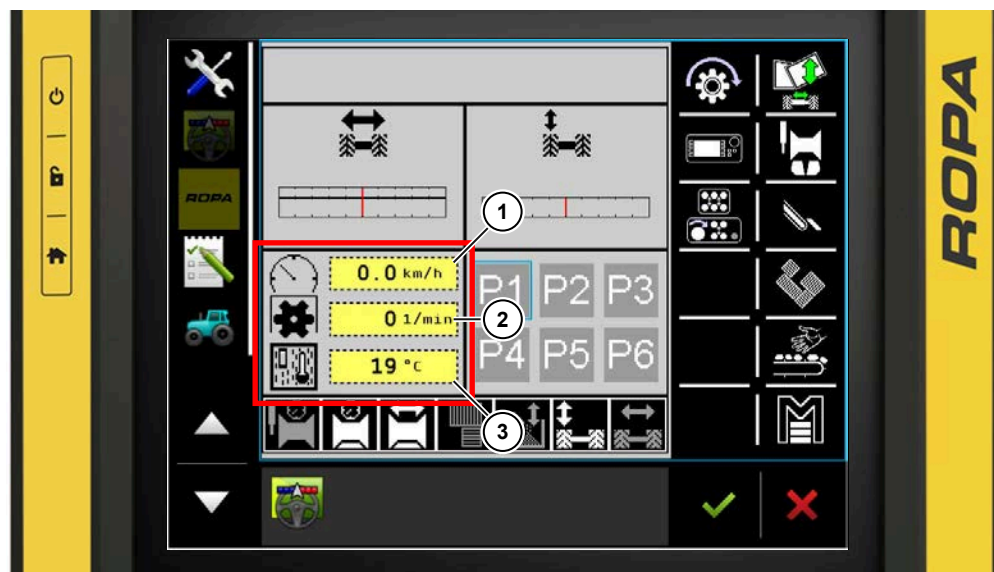 ROPA
ROPA
1
0.0 km/h
P1 P2 P3
0 1/min
2
19 °C
P4 P5 P6
3